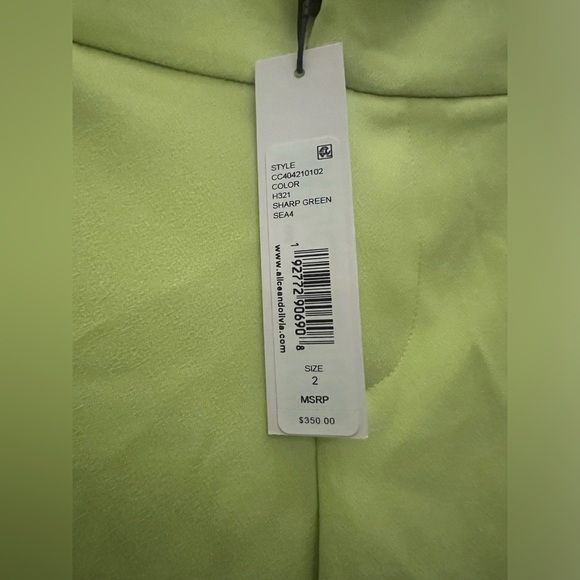 STYLE
CC404210102
COLOR
H321
SHARP GREEN
SEA4
www.aliceandolivia.com
1 92772 90690 8
SIZE
2
MSRP
$350.00